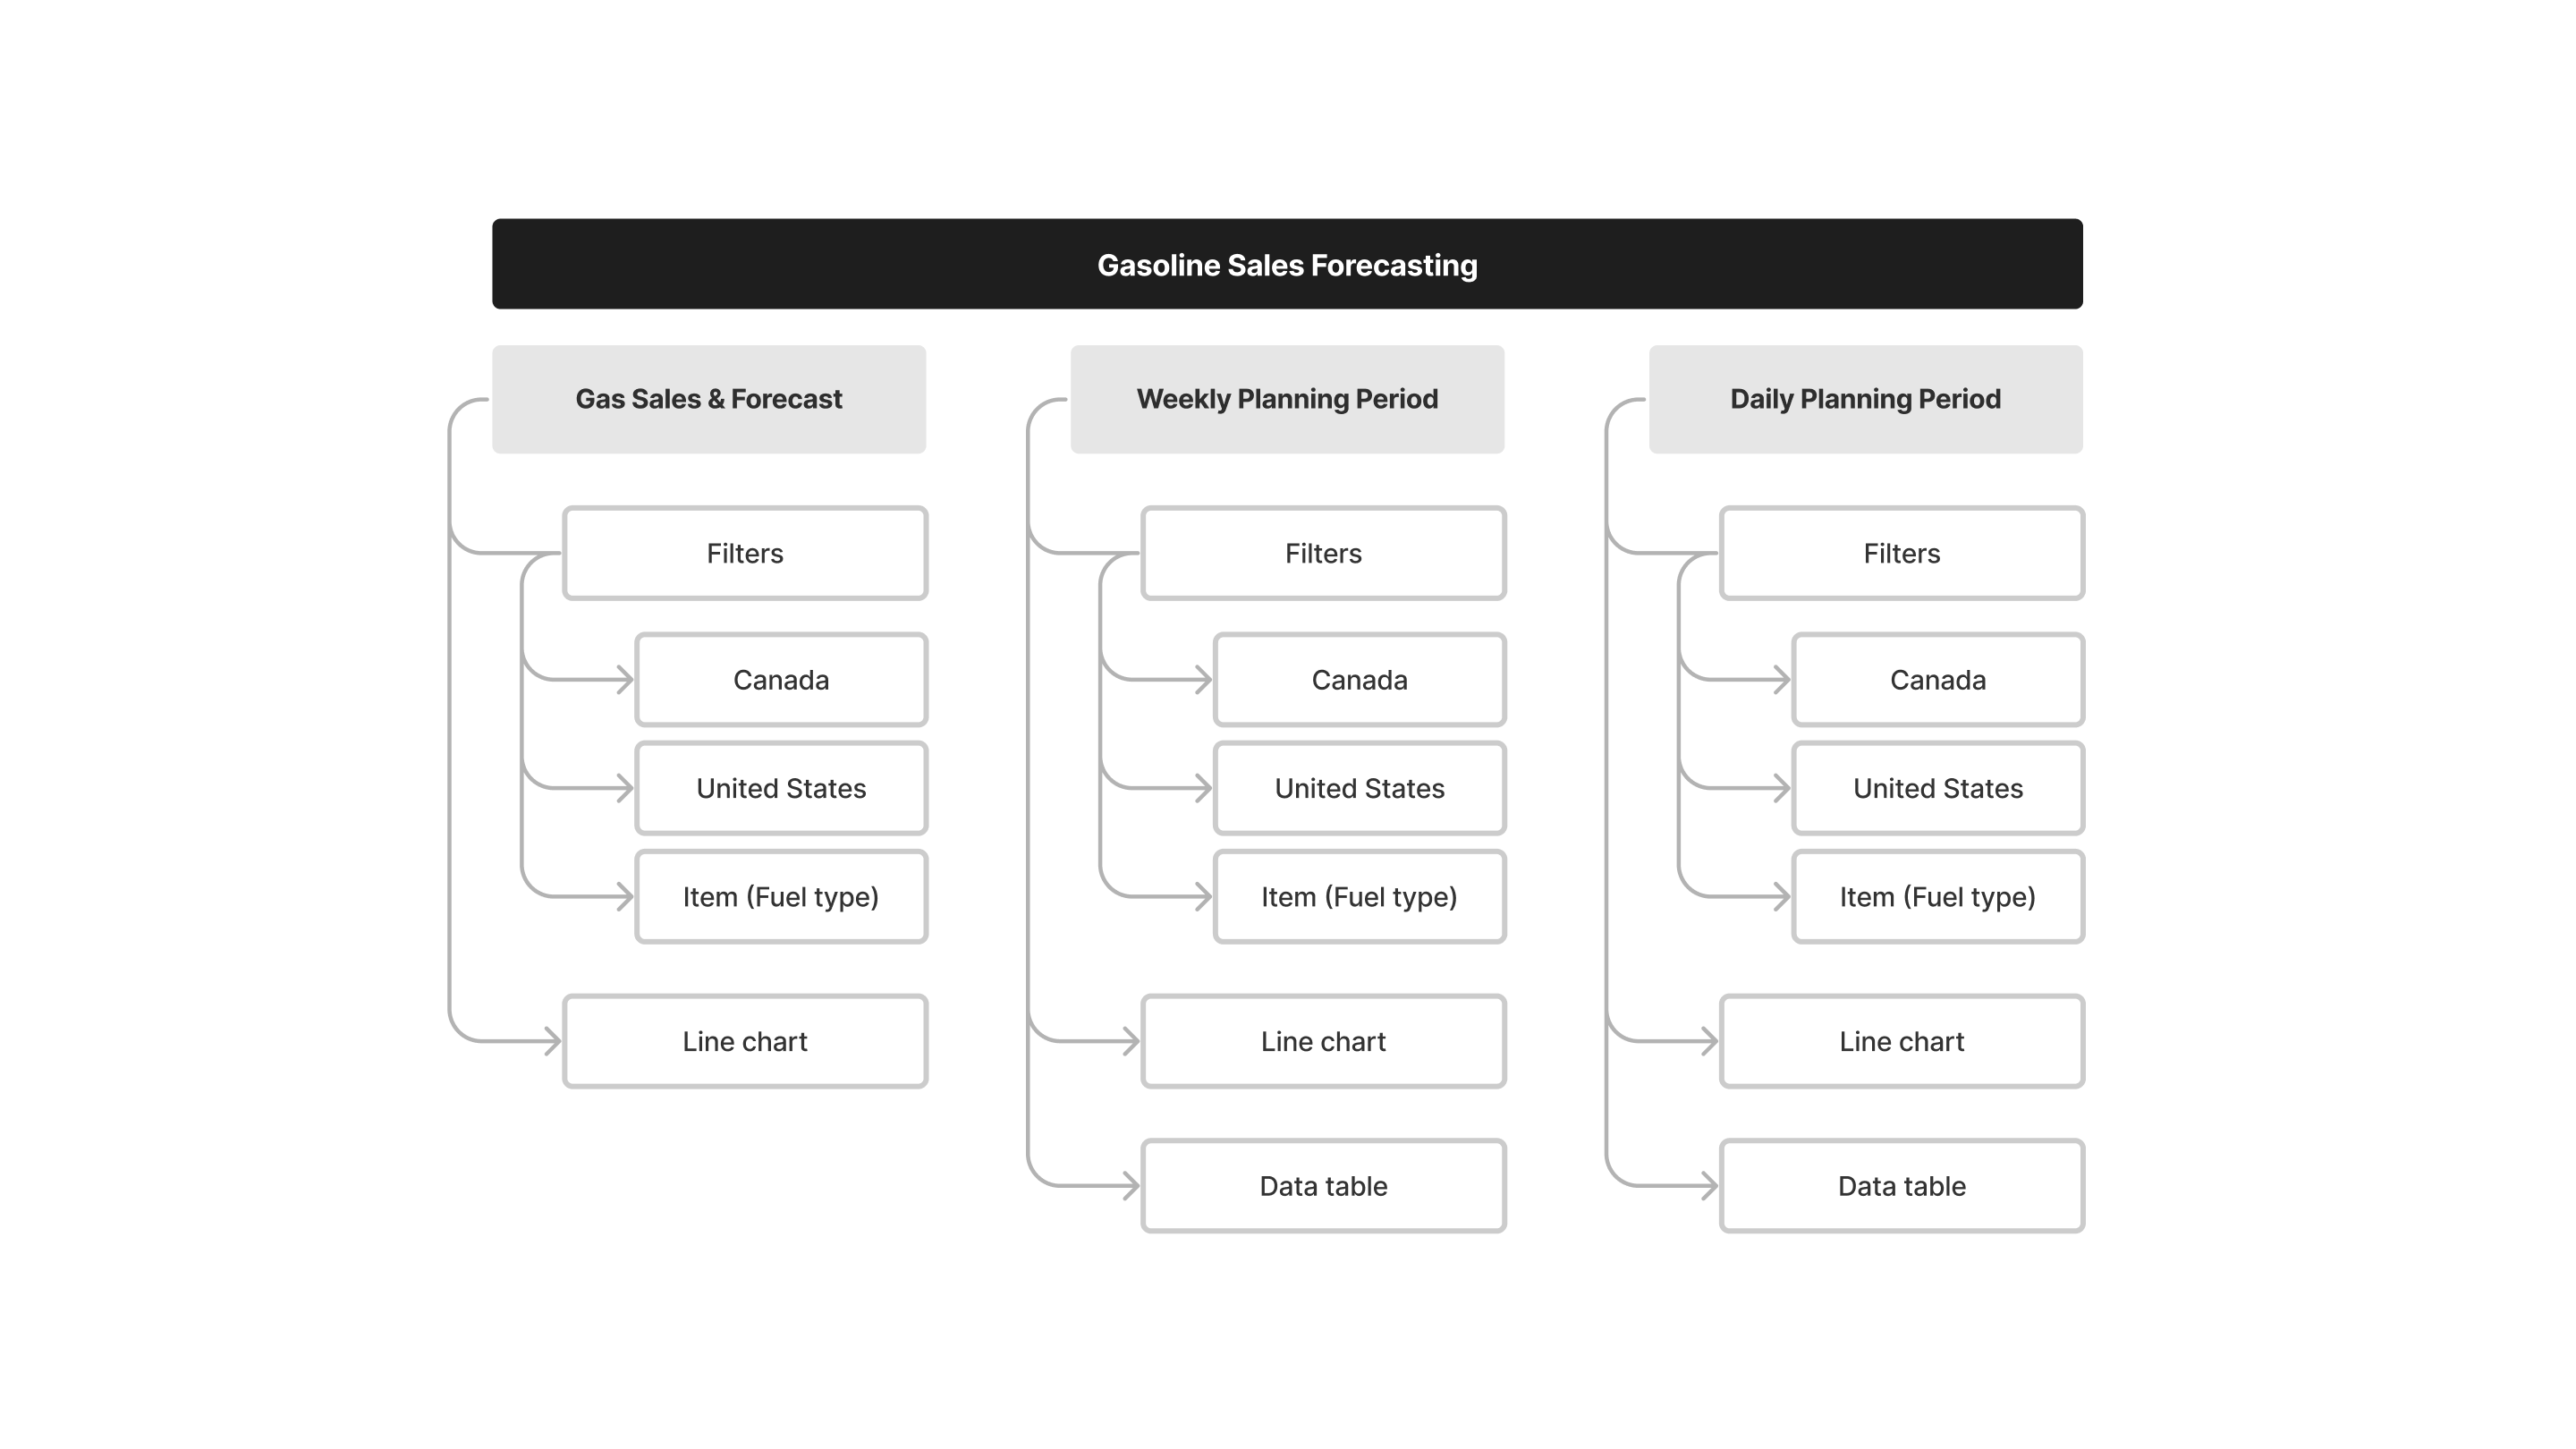 Gasoline Sales Forecasting
Gas Sales & Forecast
Filters
Canada
United States
Item (Fuel type)
Line chart
Weekly Planning Period
Filters
Canada
United States
Item (Fuel type)
Line chart
Data table
Daily Planning Period
Filters
Canada
United States
Item (Fuel type)
Line chart
Data table